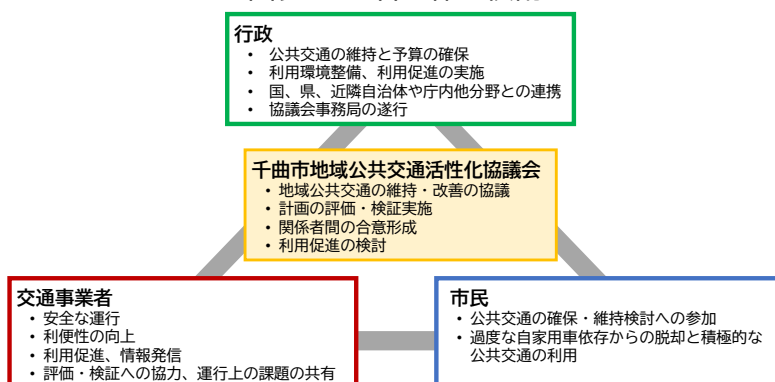 行政
• 公共交通の維持と予算の確保
• 利用環境整備、利用促進の実施
• 国、県、近隣自治体や庁内他分野との連携
• 協議会事務局の遂行
千曲市地域公共交通活性化協議会
• 地域公共交通の維持・改善の協議
• 計画の評価・検証実施
• 関係者間の合意形成
• 利用促進の検討
交通事業者
• 安全な運行
• 利便性の向上
• 利用促進、情報発信
• 評価・検証への協力、運行上の課題の共有
市民
• 公共交通の確保・維持検討への参加
• 過度な自家用車依存からの脱却と積極的な
公共交通の利用